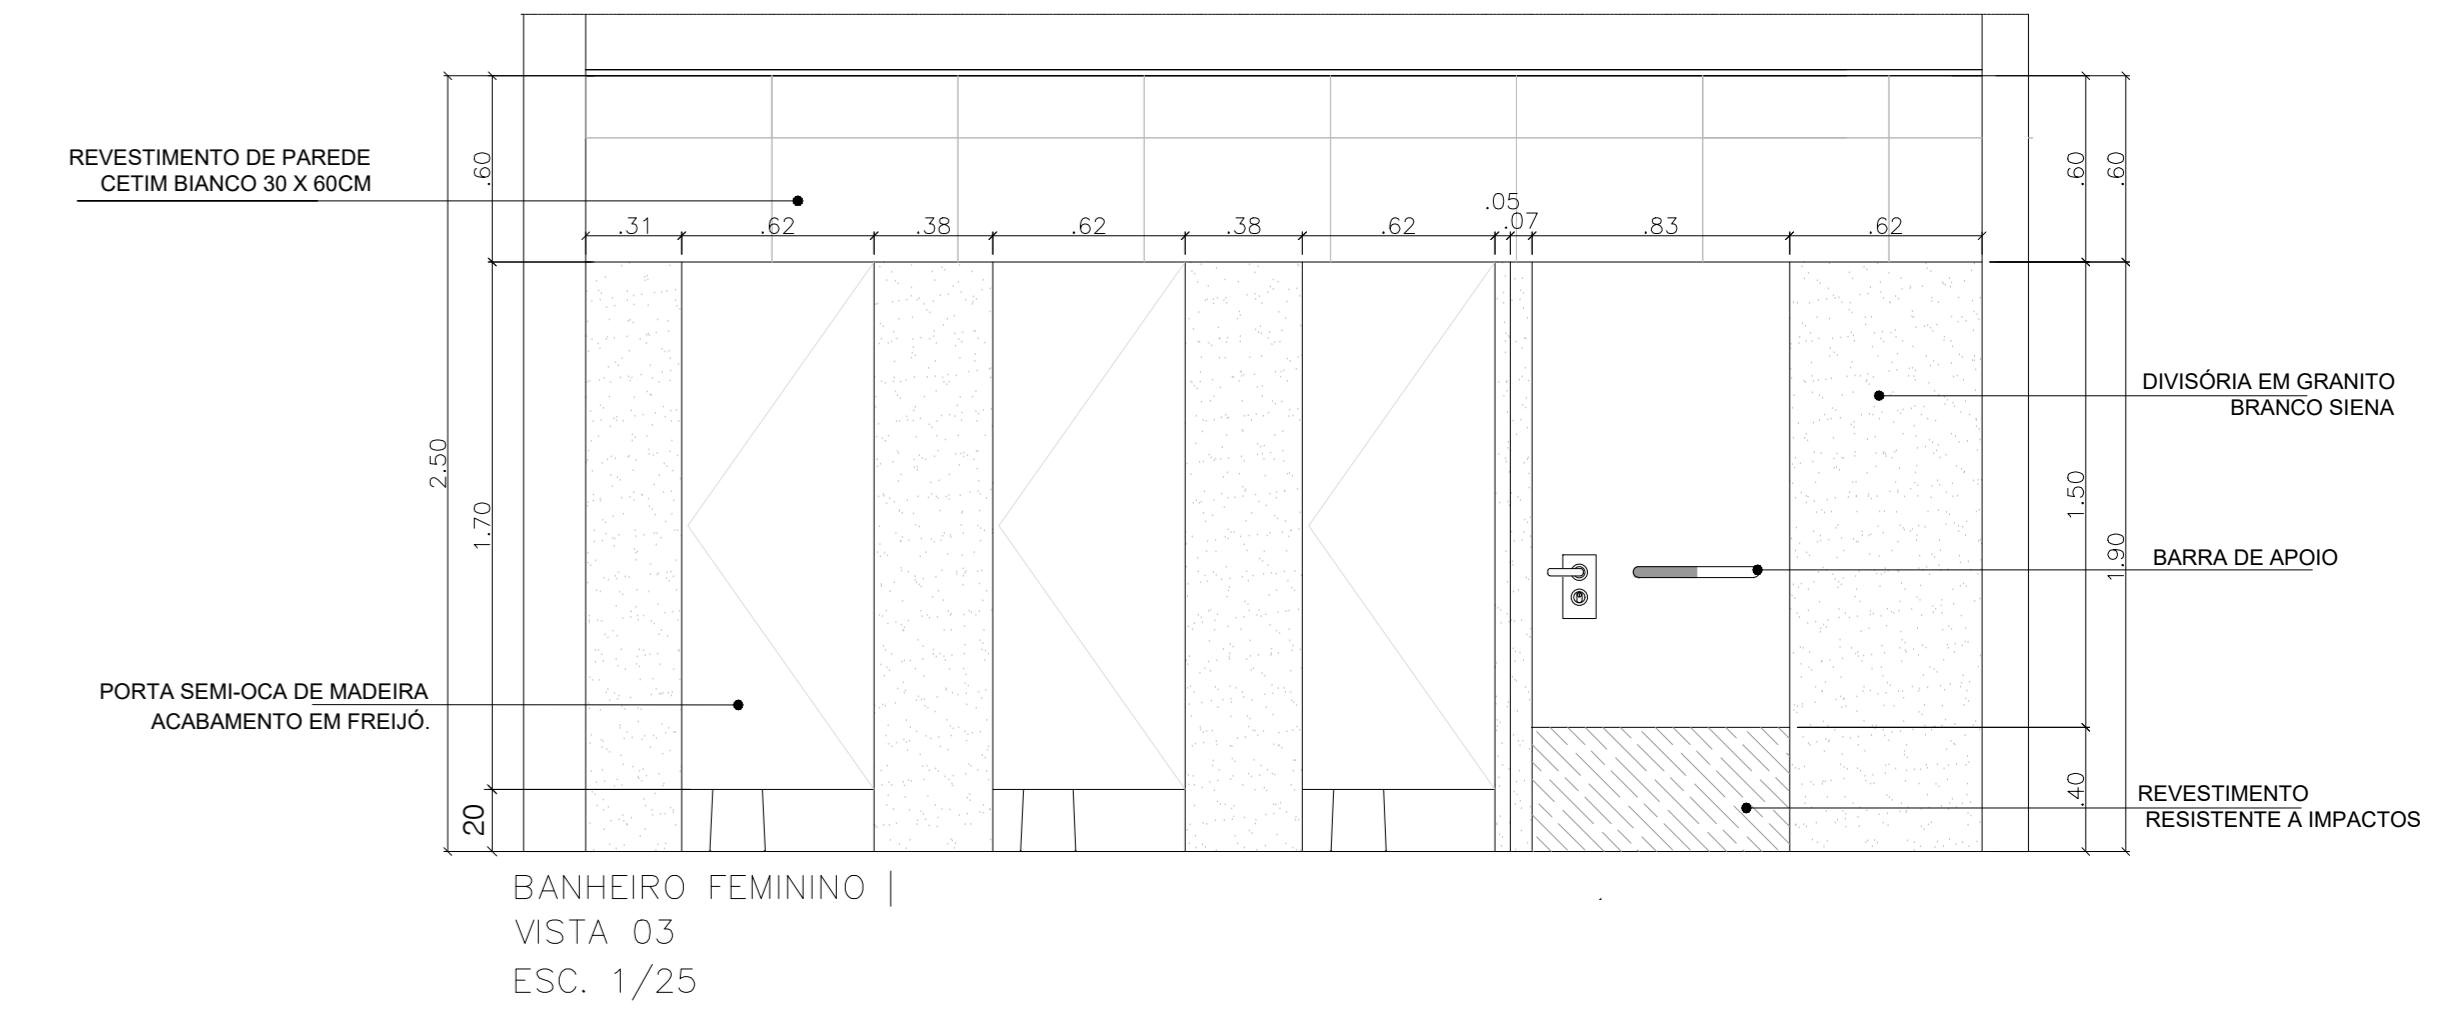 REVESTIMENTO DE PAREDE
CETIM BIANCO 30 X 60CM
.60
.60
.60
.05
.31
.62
.38
.62
.38
.62
.07
.83
.62
DIVISÓRIA EM GRANITO
BRANCO SIENA
2.50
1.70
1.50
1.90
BARRA DE APOIO
PORTA SEMI-OCA DE MADEIRA
ACABAMENTO EM FREIJÓ.
20
.40
REVESTIMENTO
RESISTENTE A IMPACTOS
BANHEIRO FEMININO |
VISTA 03
ESC. 1/25